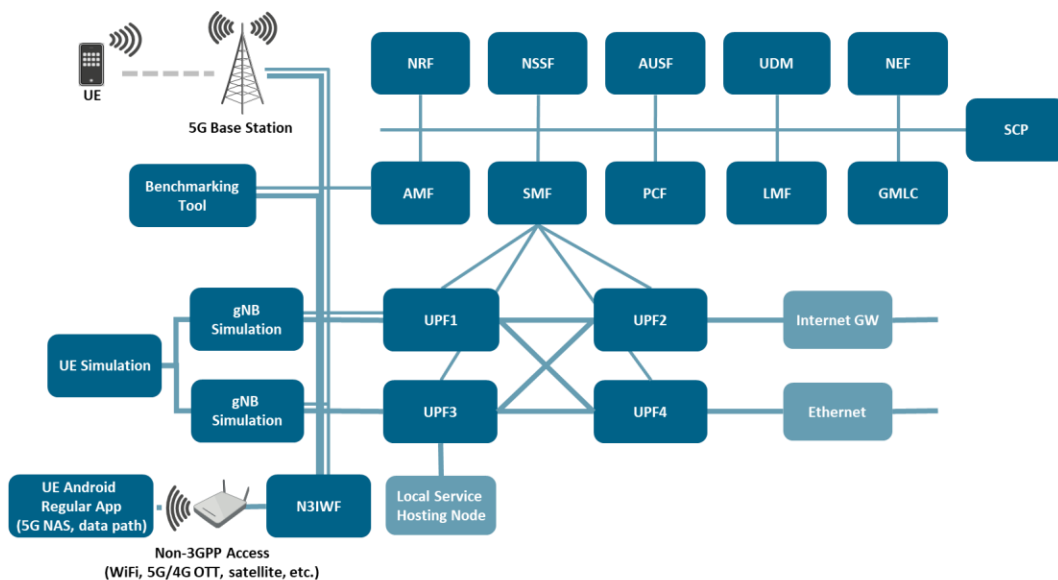 UE
5G Base Station
NRF
NSSF
AUSF
UDM
NEF
SCP
Benchmarking
Tool
AMF
SMF
PCF
LMF
GMLC
gNB
Simulation
UPF1
UPF2
Internet GW
UE Simulation
gNB
Simulation
UPF3
UPF4
Ethernet
UE Android
Regular App
(5G NAS, data path)
N3IWF
Local Service
Hosting Node
Non-3GPP Access
(WiFi, 5G/4G OTT, satellite, etc.)